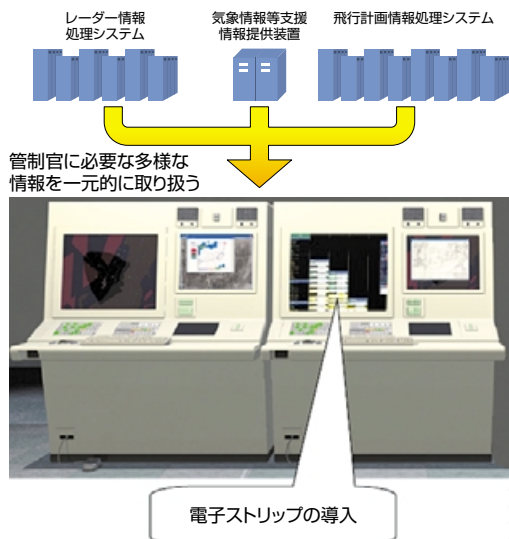 レーダー情報
処理システム
気象情報等支援
情報提供装置
飛行計画情報処理システム
管制官に必要な多様な
情報を一元的に取り扱う
電子ストリップの導入